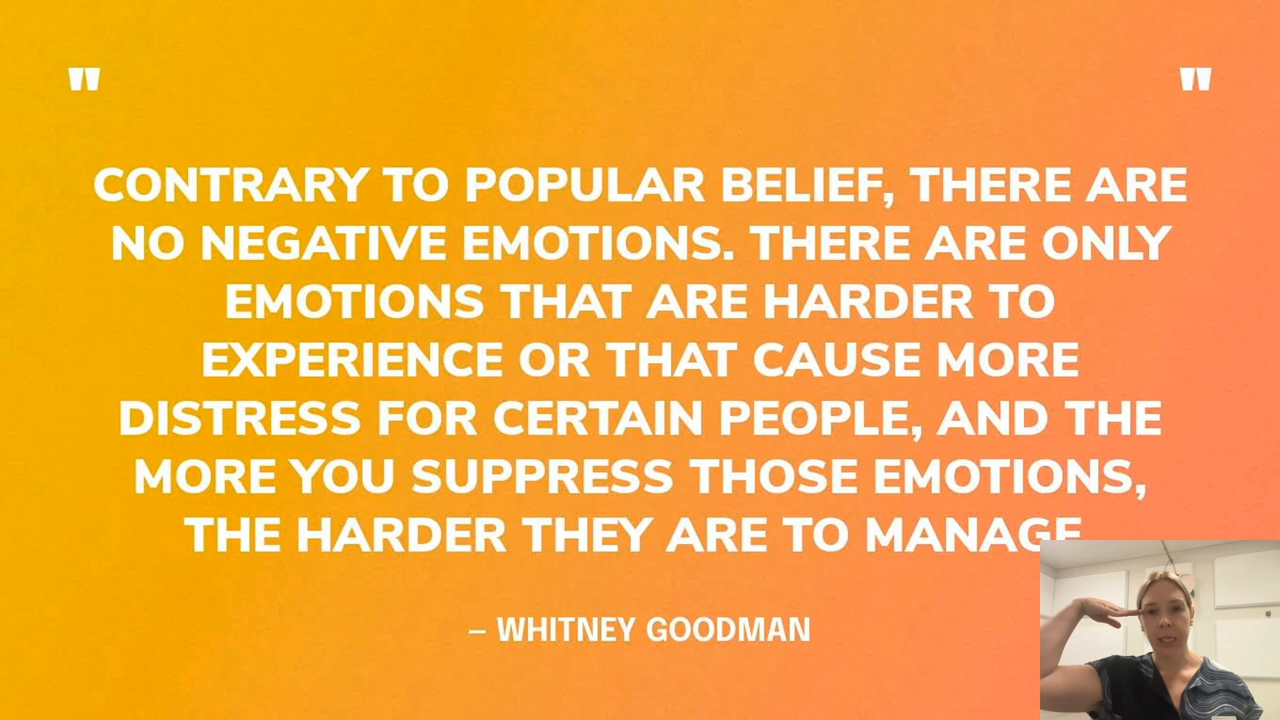 "
"
CONTRARY TO POPULAR BELIEF, THERE ARE
NO NEGATIVE EMOTIONS. THERE ARE ONLY
EMOTIONS THAT ARE HARDER TO
EXPERIENCE OR THAT CAUSE MORE
DISTRESS FOR CERTAIN PEOPLE, AND THE
MORE YOU SUPPRESS THOSE EMOTIONS,
THE HARDER THEY ARE TO MANAGE
– WHITNEY GOODMAN